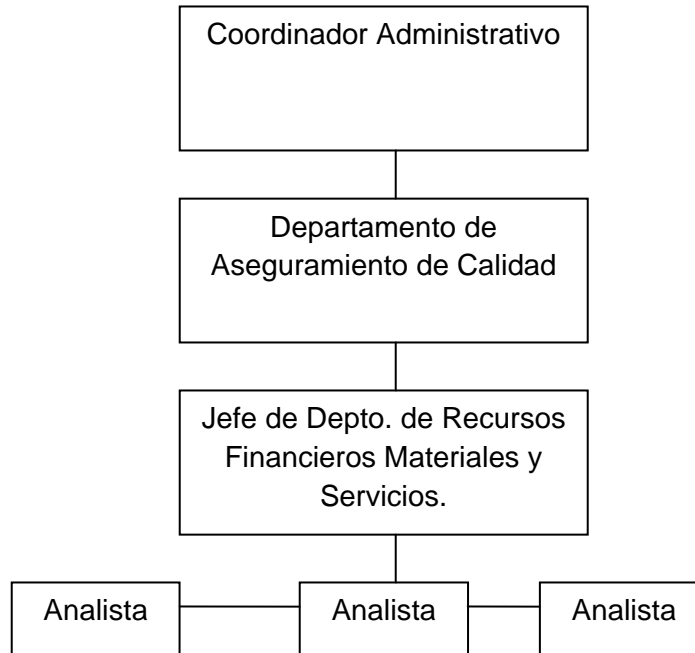 Coordinador Administrativo
Departamento de
Aseguramiento de Calidad
Jefe de Depto. de Recursos
Financieros Materiales y
Servicios.
Analista
Analista
Analista